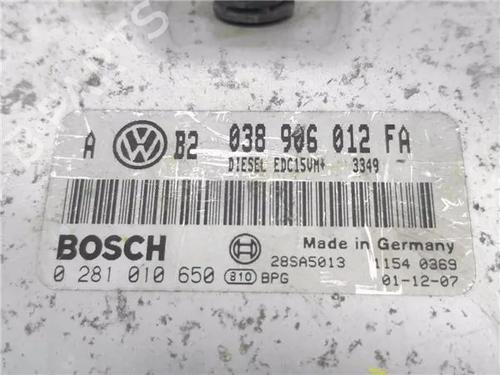 A VW B2 038 906 012 FA
DIESEL EDC15VM+ 3349
BOSCH
Made in Germany
28SA5013 1154 0369
0 281 010 650 810 BPG 01-12-07